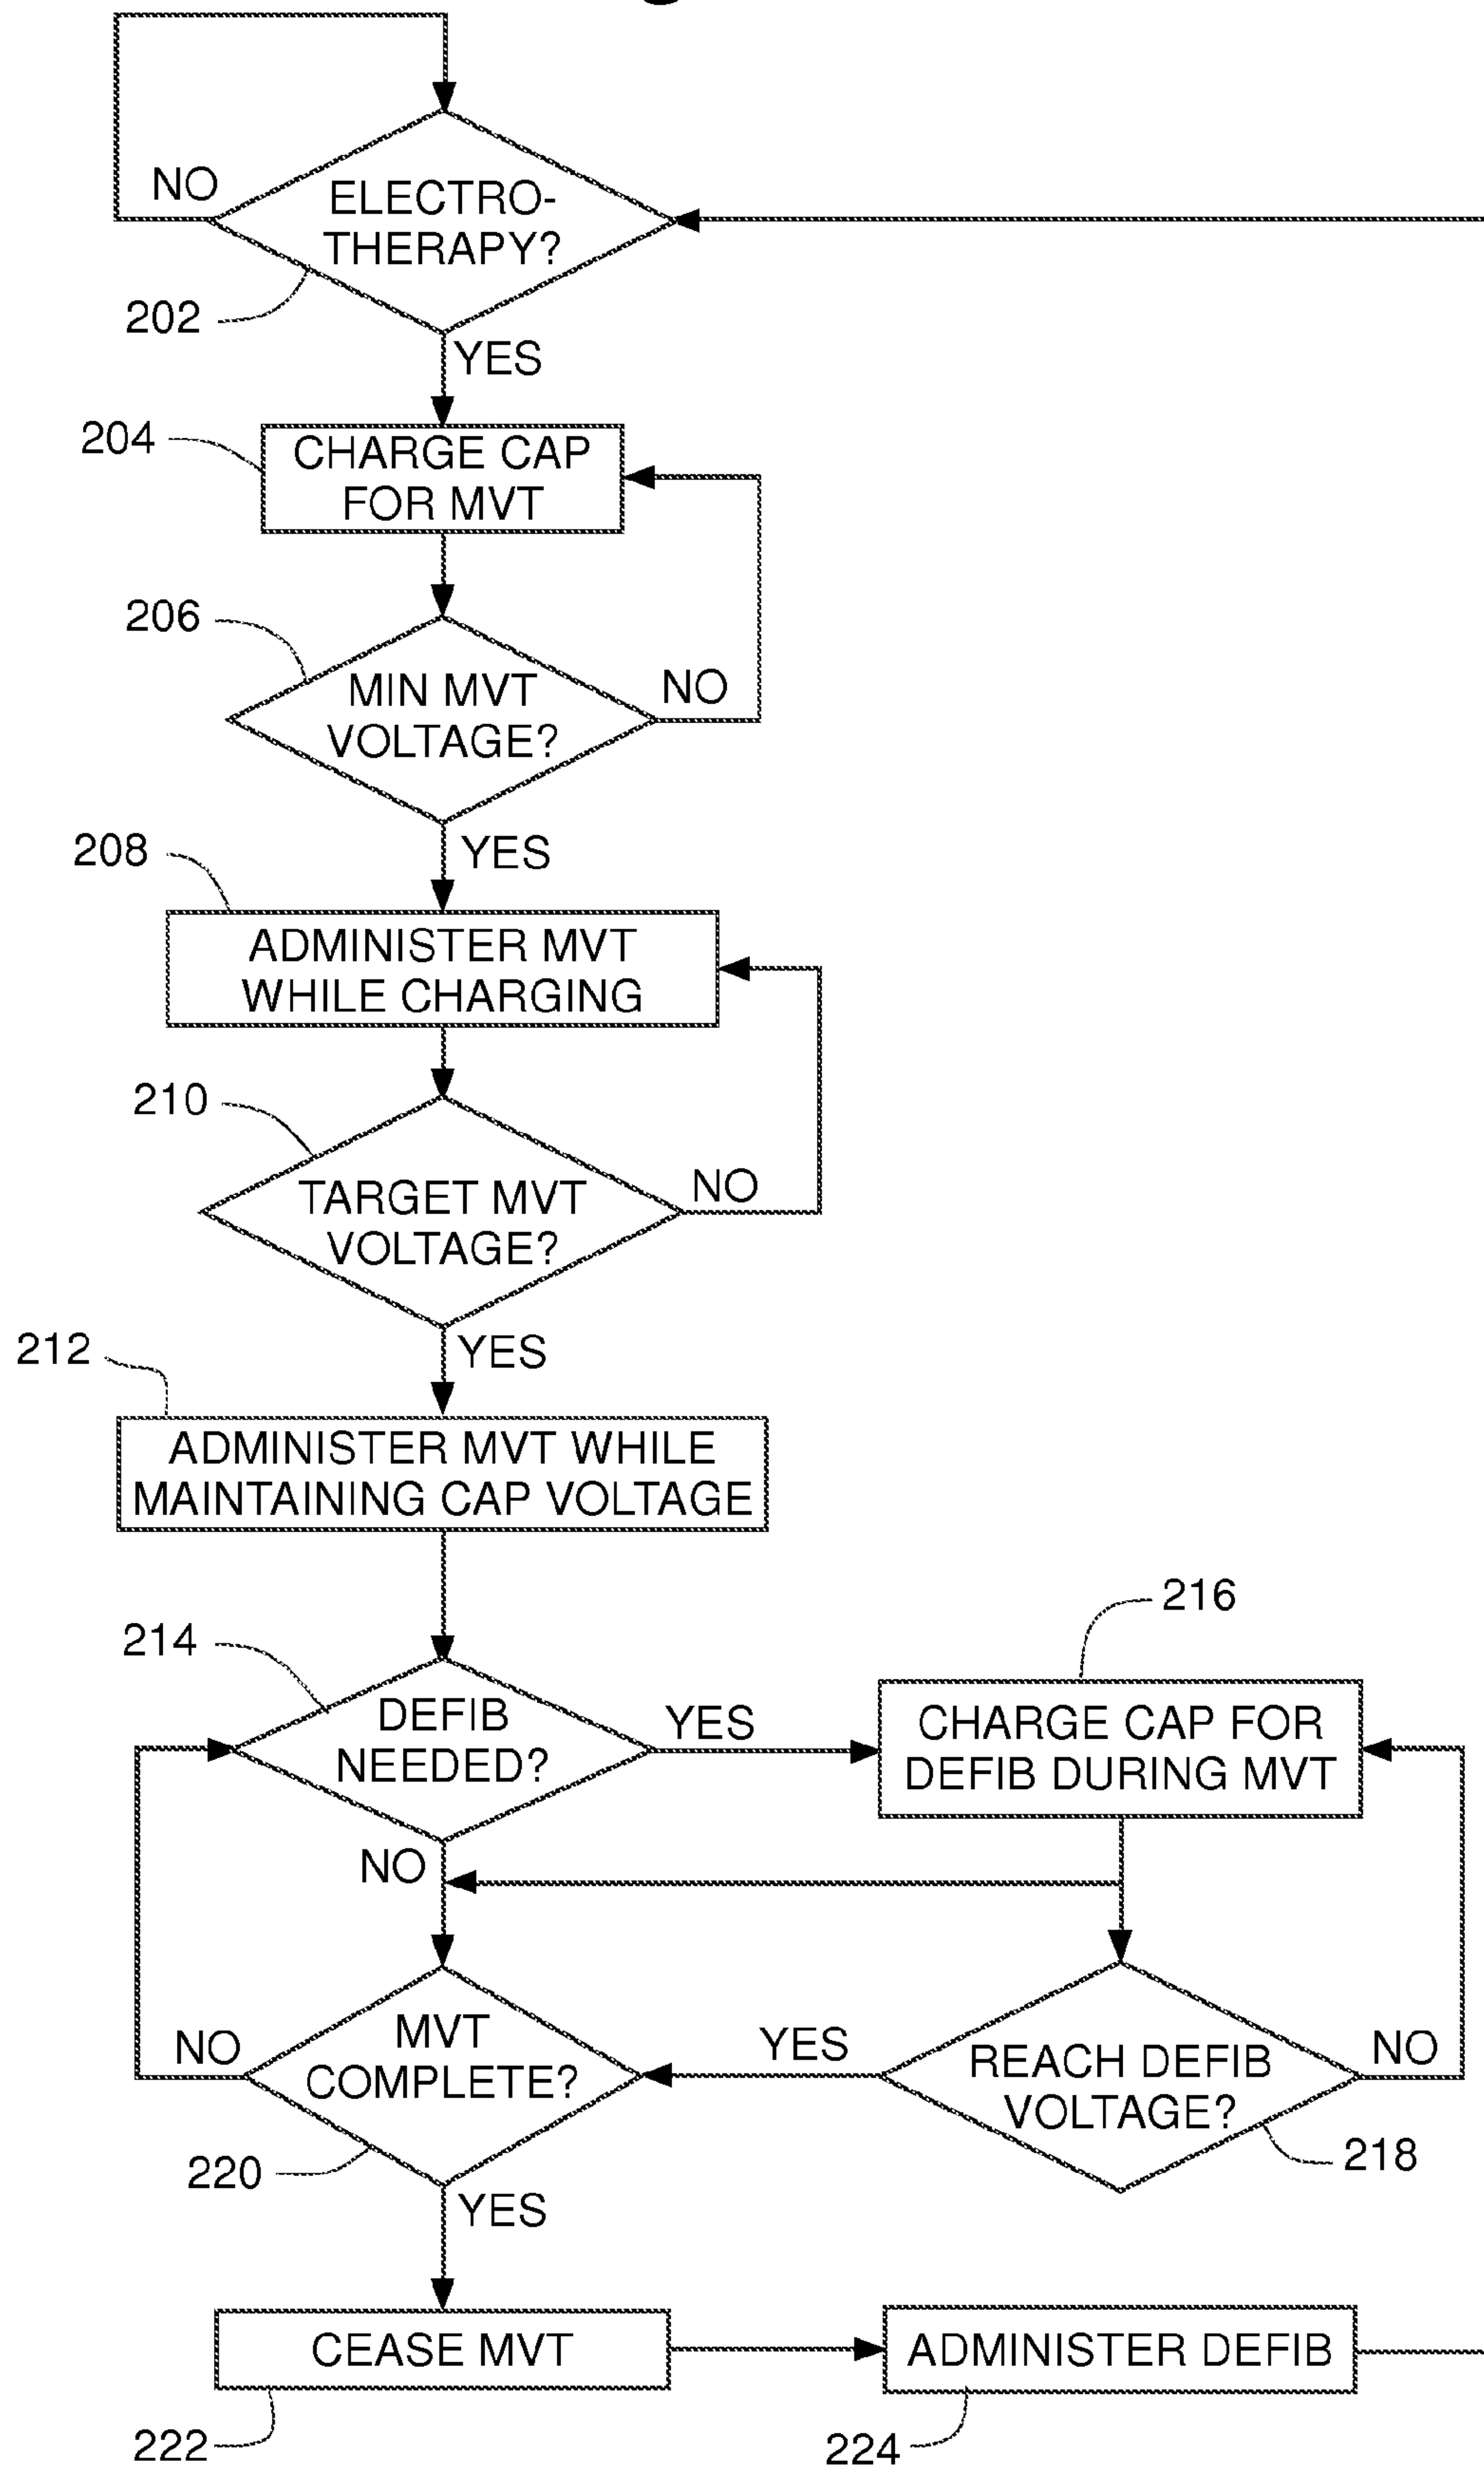 NO
ELECTRO-
THERAPY?
202
YES
204
CHARGE CAP
FOR MVT
206
MIN MVT
VOLTAGE?
NO
YES
208
ADMINISTER MVT
WHILE CHARGING
210
TARGET MVT
VOLTAGE?
NO
YES
212
ADMINISTER MVT WHILE
MAINTAINING CAP VOLTAGE
214
DEFIB
NEEDED?
YES
216
CHARGE CAP FOR
DEFIB DURING MVT
NO
NO
MVT
COMPLETE?
220
YES
REACH DEFIB
VOLTAGE?
NO
218
YES
CEASE MVT
222
ADMINISTER DEFIB
224